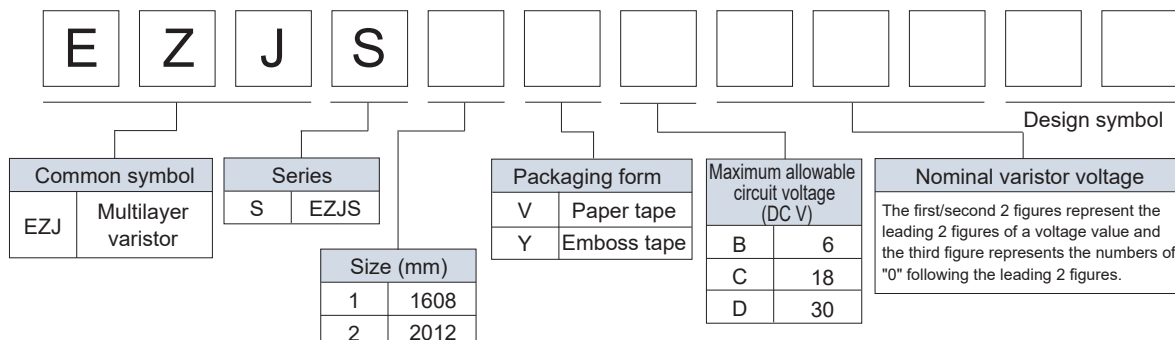 E Z J S
Design symbol
Common symbol
EZJ Multilayer
varistor
Series
S EZJS
Size (mm)
1 1608
2 2012
Packaging form
V Paper tape
Y Emboss tape
Maximum allowable
circuit voltage
(DC V)
B 6
C 18
D 30
Nominal varistor voltage
The first/second 2 figures represent the
leading 2 figures of a voltage value and
the third figure represents the numbers of
"0" following the leading 2 figures.